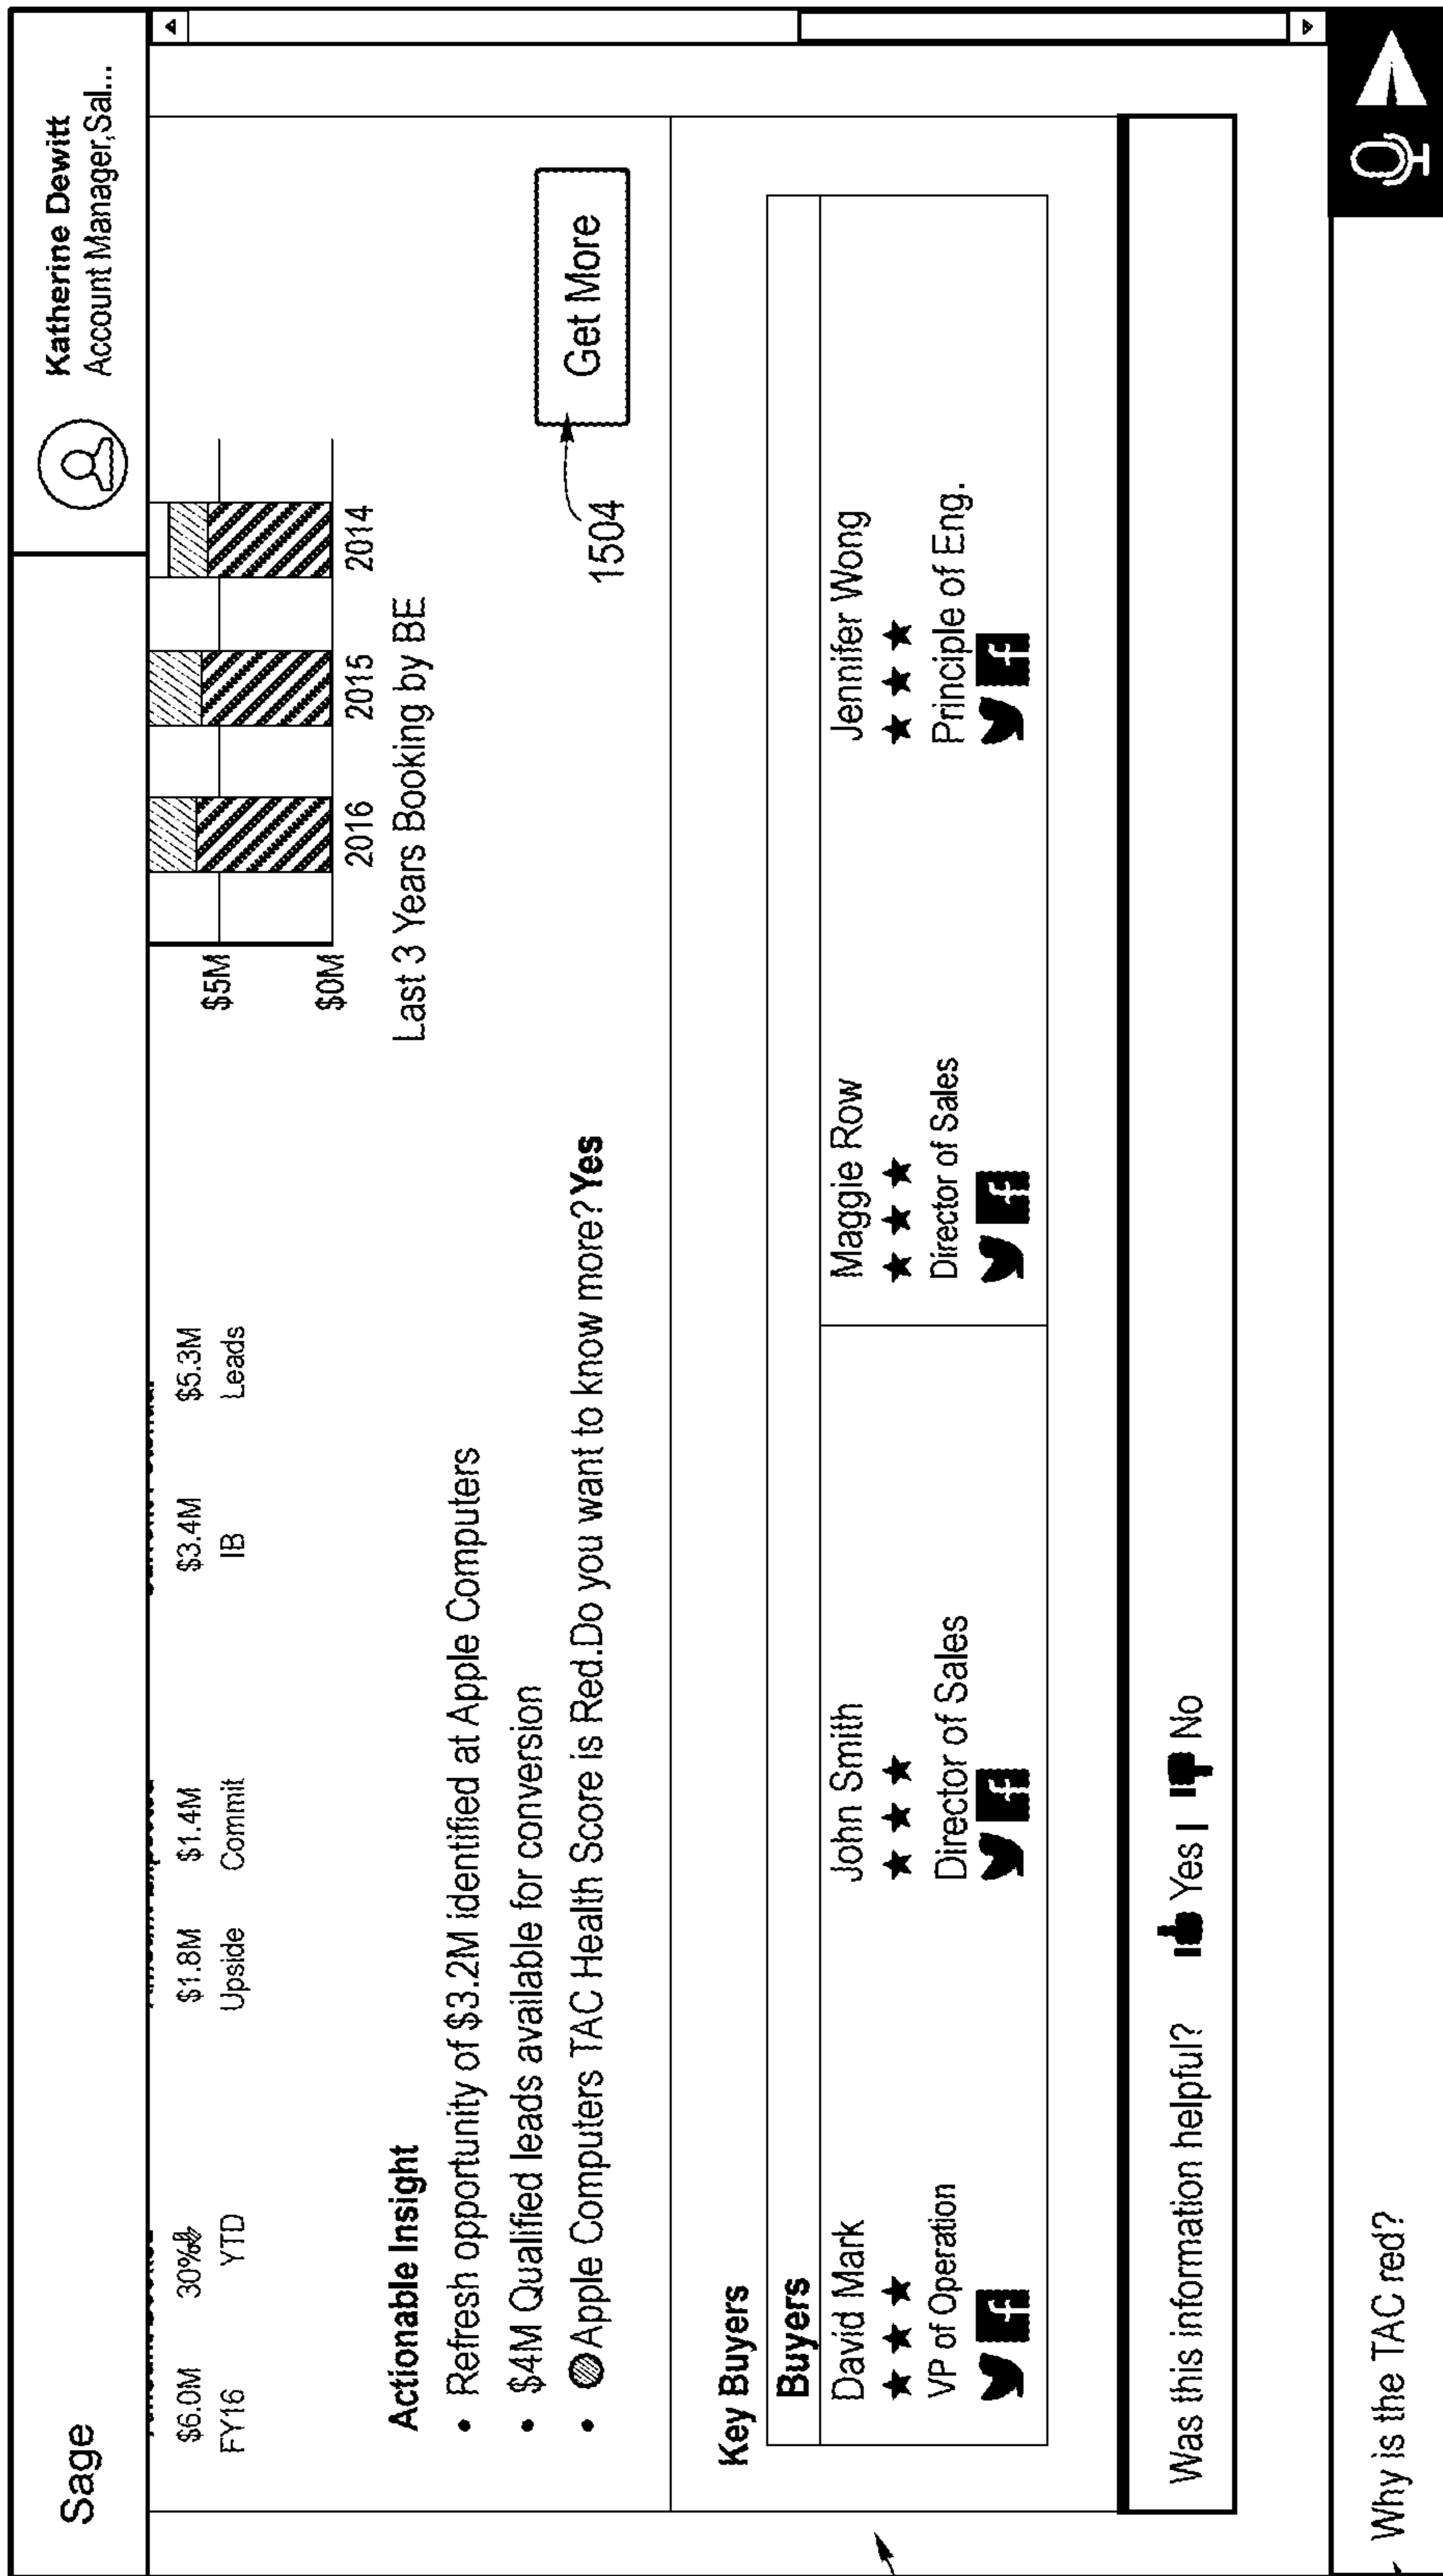 Sage
Katherine Dewitt
Account Manager,Sal...
$6.0M 30% $1.8M $1.4M $3.4M $5.3M
FY16 YTD Upside Commit IB Leads
$5M
$0M
2016 2015 2014
Last 3 Years Booking by BE
Actionable Insight
• Refresh opportunity of $3.2M identified at Apple Computers
• $4M Qualified leads available for conversion
• Apple Computers TAC Health Score is Red.Do you want to know more? Yes
Get More
1504
Key Buyers
Buyers
David Mark John Smith Maggie Row Jennifer Wong
★ ★ ★ ★ ★ ★ ★ ★ ★ ★ ★ ★
VP of Operation Director of Sales Director of Sales Principle of Eng.
f f f f
Was this information helpful? Yes | No
Why is the TAC red?